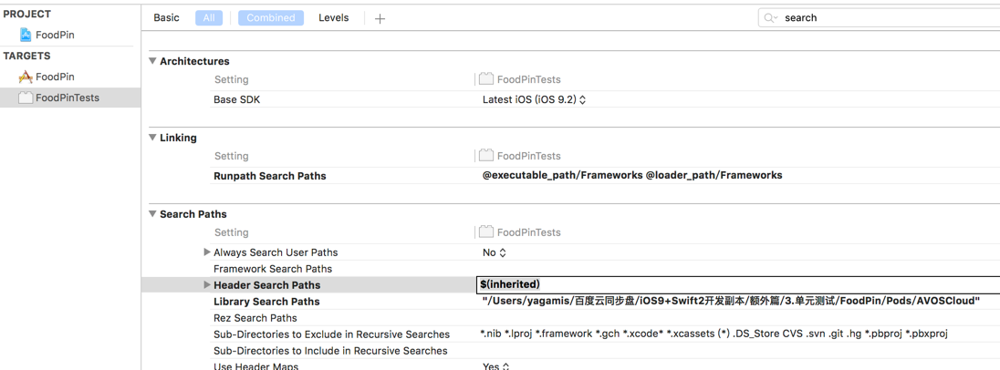 PROJECT
FoodPin
TARGETS
FoodPin
FoodPinTests
Basic All Combined Levels + search
Architectures
Setting FoodPinTests
Base SDK Latest iOS (iOS 9.2)
Linking
Setting FoodPinTests
Runpath Search Paths @executable_path/Frameworks @loader_path/Frameworks
Search Paths
Setting FoodPinTests
Always Search User Paths No
Framework Search Paths
Header Search Paths $(inherited)
Library Search Paths "/Users/yagamis/百度云同步盘/iOS9+Swift2开发副本/额外篇/3.单元测试/FoodPin/Pods/AVOSCloud"
Rez Search Paths
Sub-Directories to Exclude in Recursive Searches *.nib *.lproj *.framework *.gch *.xcode* *.xcassets (*) .DS_Store CVS .svn .git .hg *.pbproj *.pbxproj
Sub-Directories to Include in Recursive Searches
Use Header Maps Yes